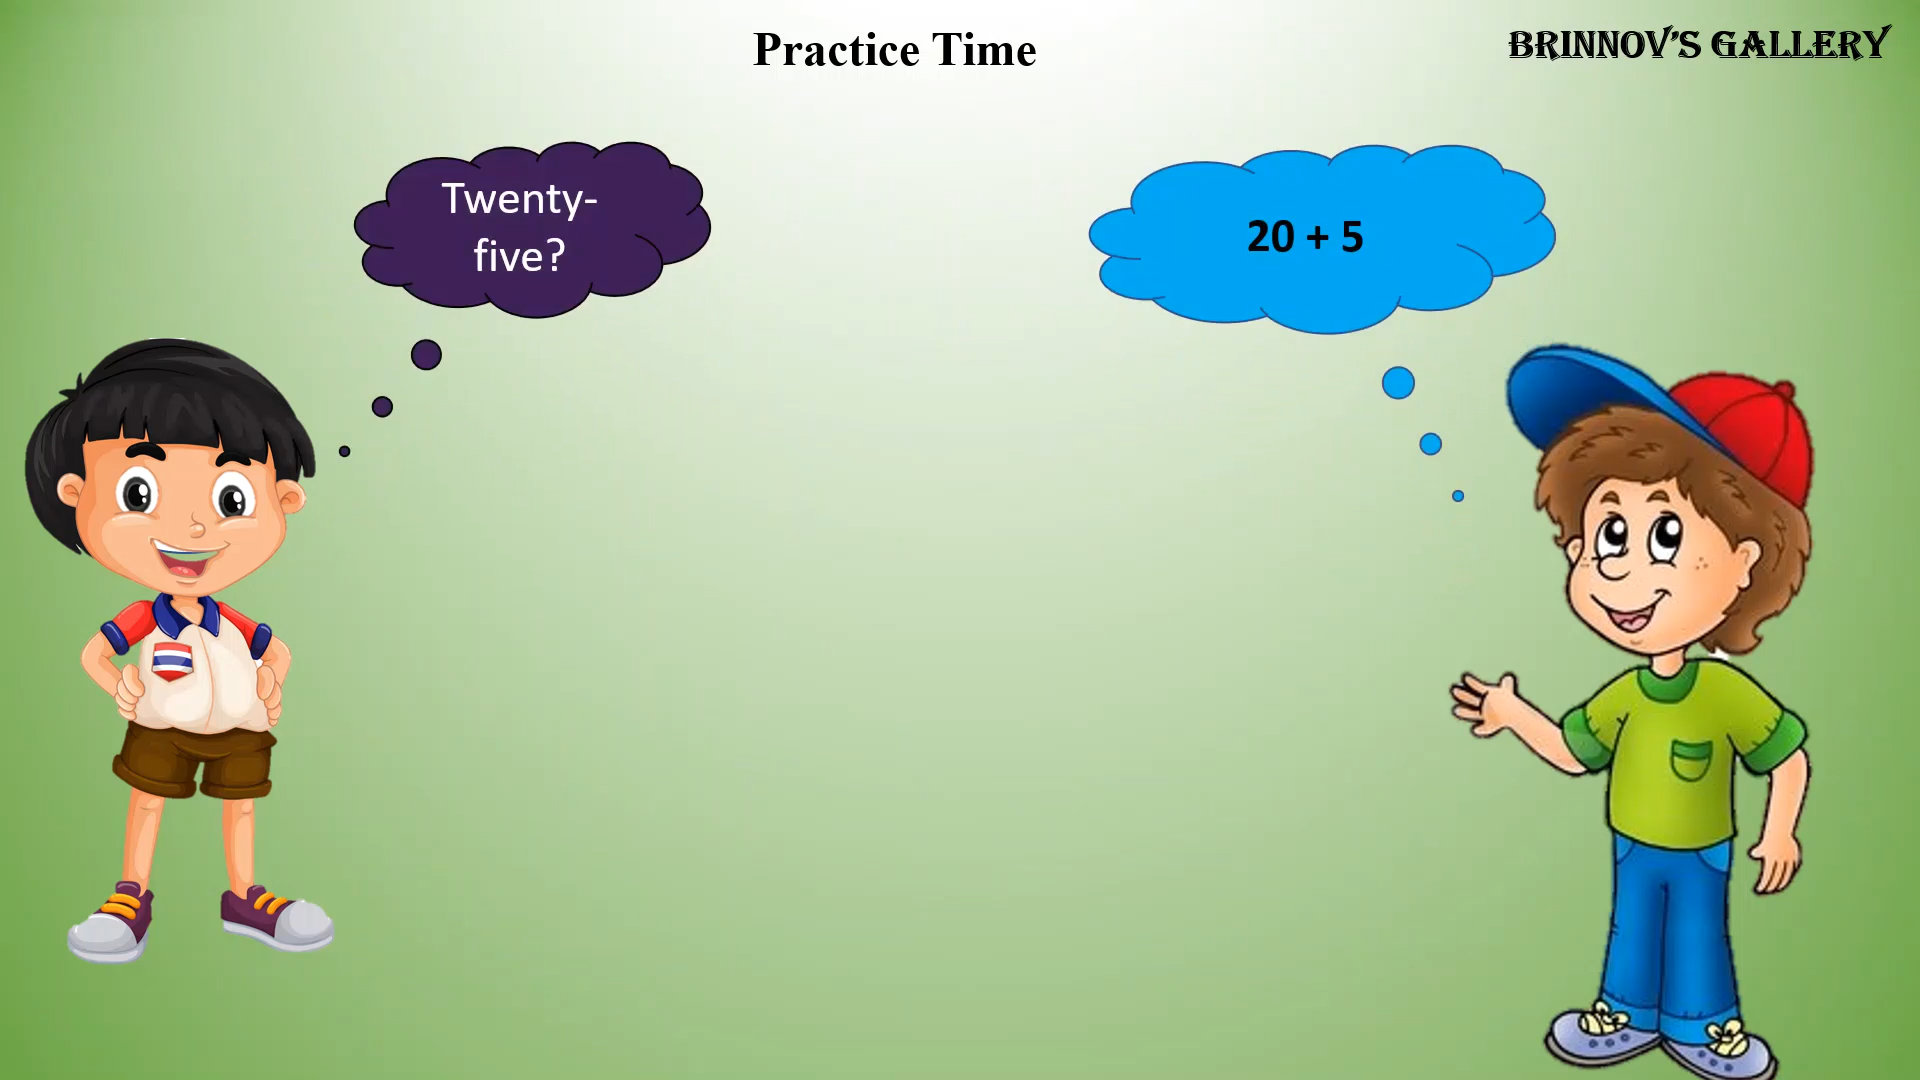 Practice Time
BRINNOV'S GALLERY
Twenty-
five?
20 + 5